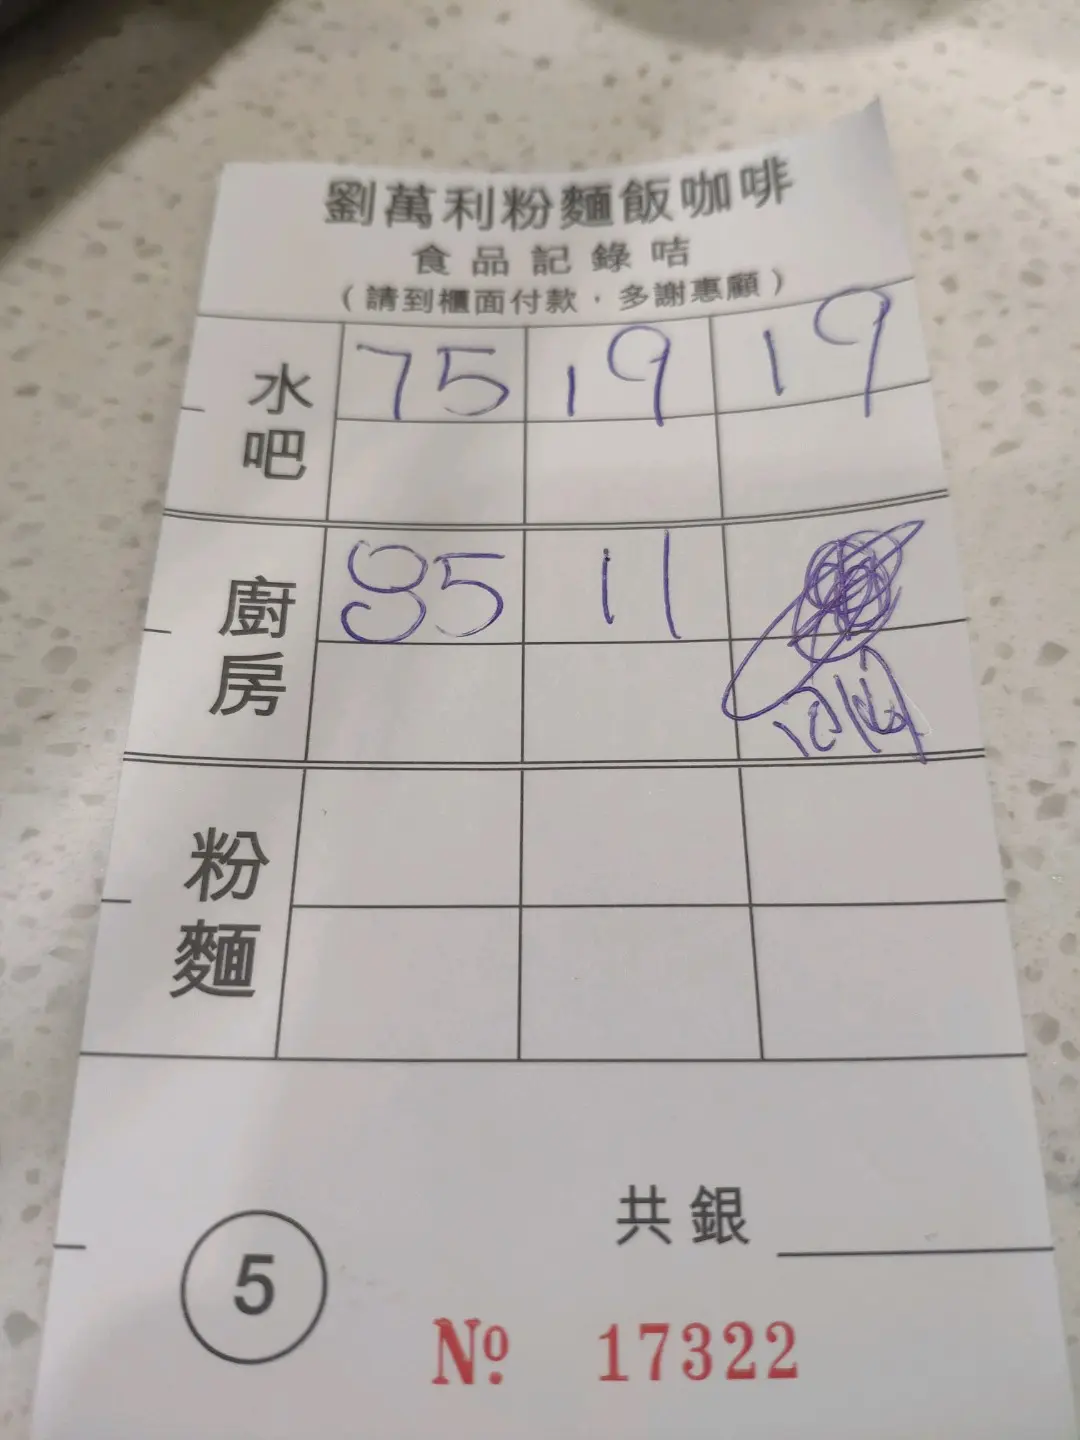 劉萬利粉麵飯咖啡
食品記錄咭
（請到櫃面付款，多謝惠顧）
水吧 75 19 19
廚房 95 11
粉麵
共銀
5
Nº 17322